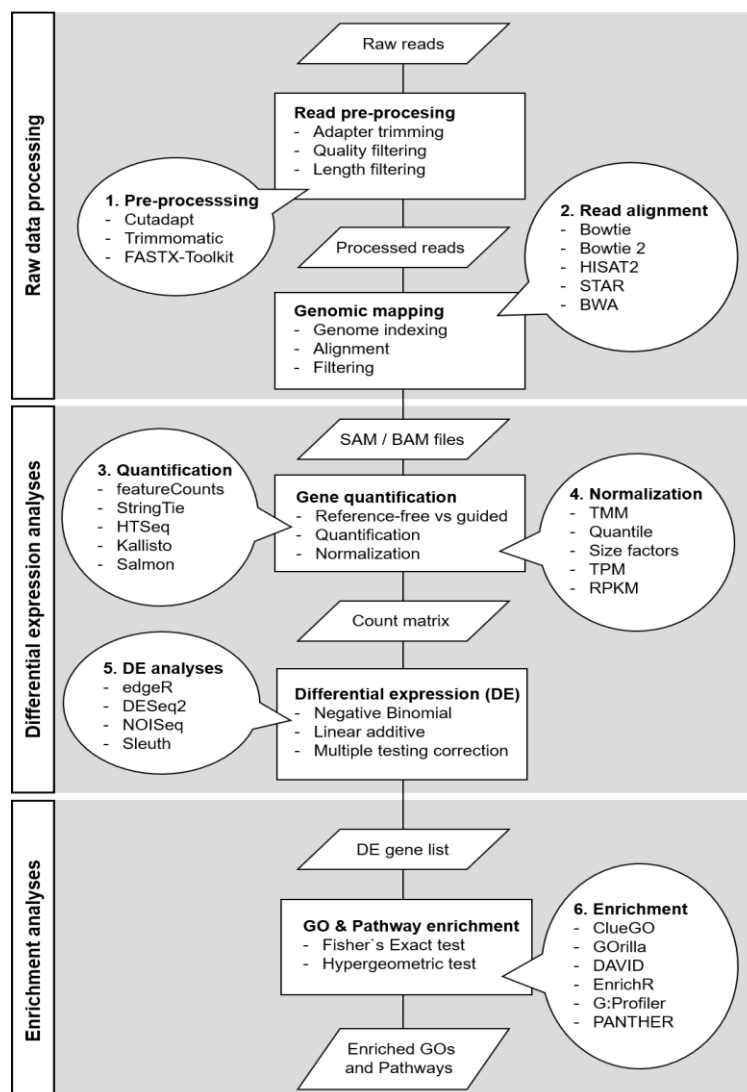 Raw data processing
Raw reads
Read pre-procesing
- Adapter trimming
- Quality filtering
- Length filtering
1. Pre-processsing
- Cutadapt
- Trimmomatic
- FASTX-Toolkit
Processed reads
2. Read alignment
- Bowtie
- Bowtie 2
- HISAT2
- STAR
- BWA
Genomic mapping
- Genome indexing
- Alignment
- Filtering
Differential expression analyses
SAM / BAM files
3. Quantification
- featureCounts
- StringTie
- HTSeq
- Kallisto
- Salmon
Gene quantification
- Reference-free vs guided
- Quantification
- Normalization
4. Normalization
- TMM
- Quantile
- Size factors
- TPM
- RPKM
Count matrix
5. DE analyses
- edgeR
- DESeq2
- NOISeq
- Sleuth
Differential expression (DE)
- Negative Binomial
- Linear additive
- Multiple testing correction
Enrichment analyses
DE gene list
GO & Pathway enrichment
- Fisher`s Exact test
- Hypergeometric test
6. Enrichment
- ClueGO
- GOrilla
- DAVID
- EnrichR
- G:Profiler
- PANTHER
Enriched GOs
and Pathways